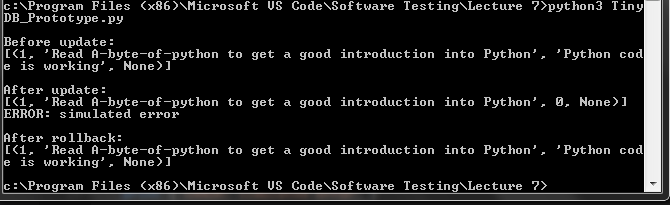 c:\Program Files (x86)\Microsoft VS Code\Software Testing\Lecture 7>python3 Tiny
DB_Prototype.py
Before update:
[(1, 'Read A-byte-of-python to get a good introduction into Python', 'Python cod
e is working', None)]
After update:
[(1, 'Read A-byte-of-python to get a good introduction into Python', 0, None)]
ERROR: simulated error
After rollback:
[(1, 'Read A-byte-of-python to get a good introduction into Python', 'Python cod
e is working', None)]
c:\Program Files (x86)\Microsoft VS Code\Software Testing\Lecture 7>